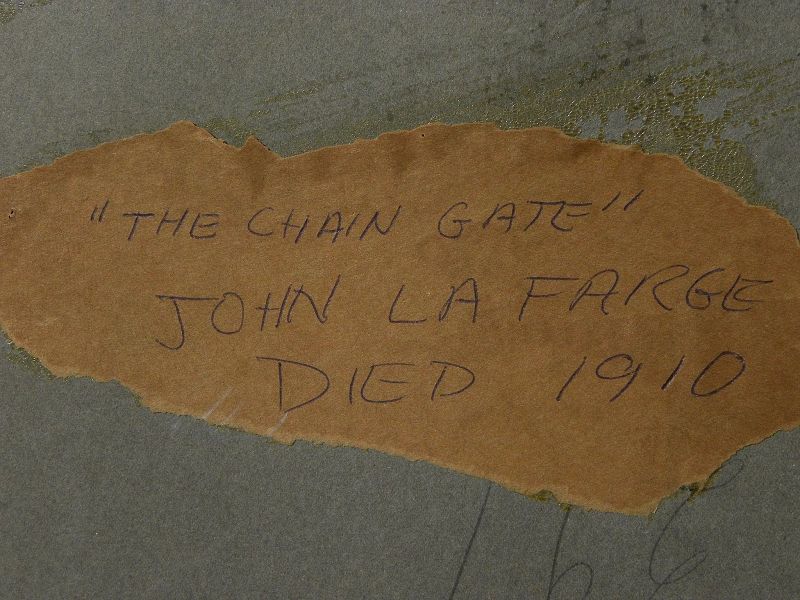 "THE CHAIN GATE"
JOHN LA FARGE
DIED 1910